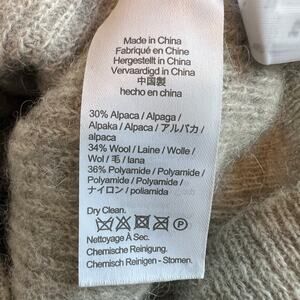 Made in China
Fabriqué en Chine
Hergestellt in China
Vervaardigd in China
中国製
hecho en china
30% Alpaca / Alpaga /
Alpaka / Alpaca / アルパカ /
alpaca
34% Wool / Laine / Wolle /
Wol / 毛 / lana
36% Polyamide / Polyamide /
Polyamide / Polyamide /
ナイロン / poliamida
Dry Clean.
P
Nettoyage À Sec.
Chemische Reinigung.
Chemisch Reinigen - Stomen.